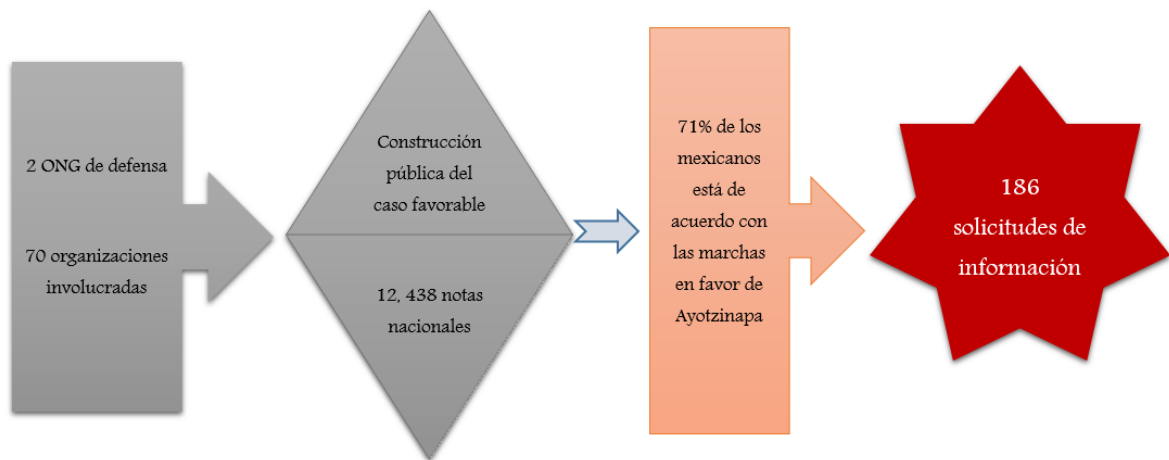 2 ONG de defensa
70 organizaciones
involucradas
Construcción
pública del
caso favorable
12, 438 notas
nacionales
71% de los
mexicanos
está de
acuerdo con
las marchas
en favor de
Ayotzinapa
186
solicitudes de
información